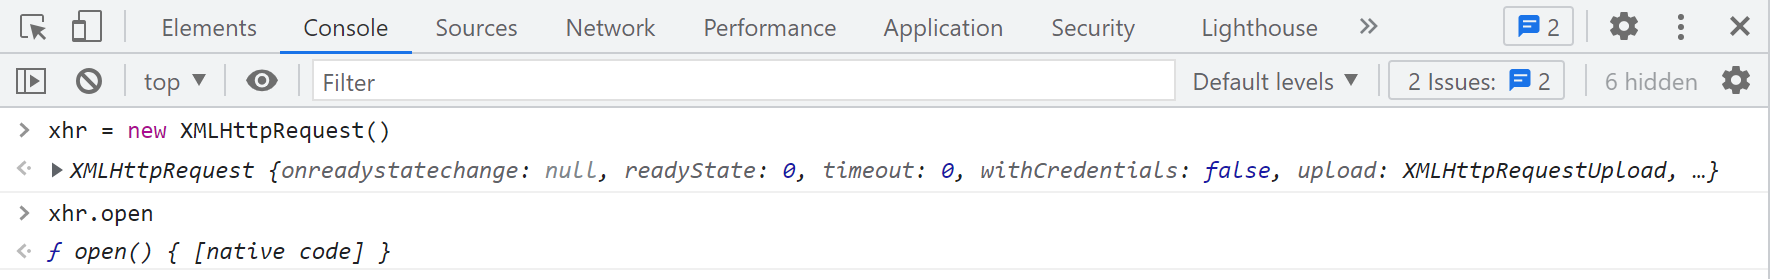 Elements Console Sources Network Performance Application Security Lighthouse » 2
top Filter Default levels 2 Issues: 2 6 hidden
> xhr = new XMLHttpRequest()
XMLHttpRequest {onreadystatechange: null, readyState: 0, timeout: 0, withCredentials: false, upload: XMLHttpRequestUpload, …}
> xhr.open
ƒ open() { [native code] }